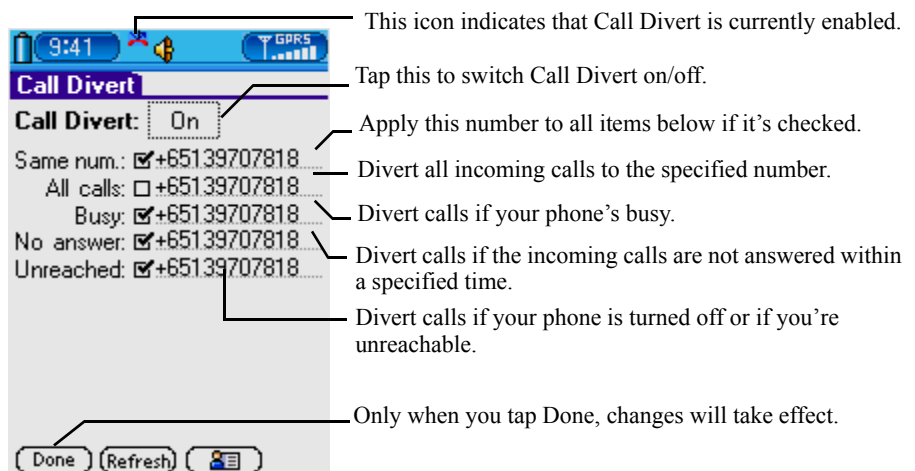 This icon indicates that Call Divert is currently enabled.
9:41
GPRS
Call Divert
Tap this to switch Call Divert on/off.
Call Divert: On
Apply this number to all items below if it's checked.
Same num.: +65139707818
Divert all incoming calls to the specified number.
All calls: +65139707818
Busy: +65139707818
Divert calls if your phone's busy.
No answer: +65139707818
Divert calls if the incoming calls are not answered within
a specified time.
Unreached: +65139707818
Divert calls if your phone is turned off or if you're
unreachable.
Only when you tap Done, changes will take effect.
Done Refresh